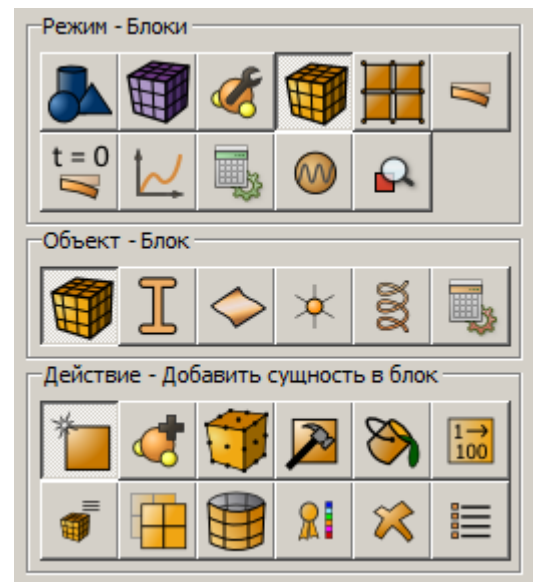 Режим - Блоки
t = 0
Объект - Блок
Действие - Добавить сущность в блок
1→
100